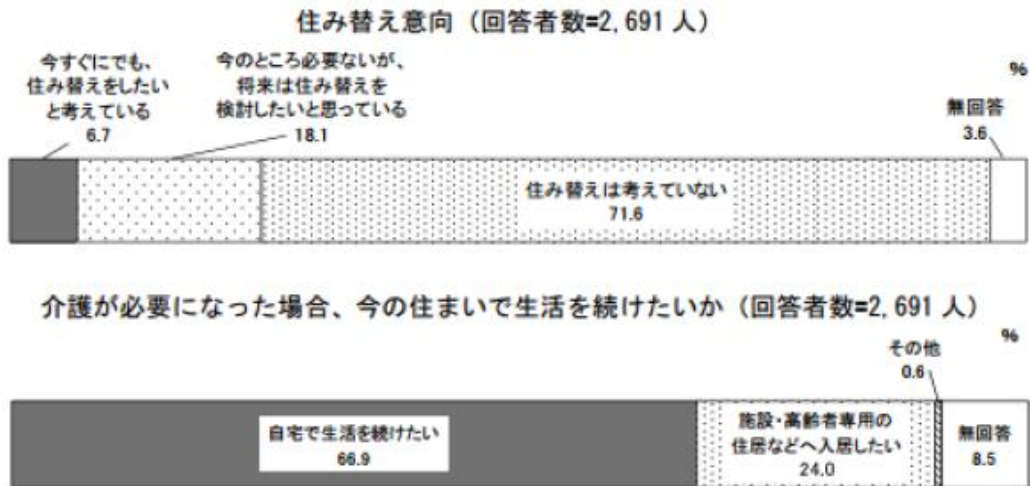 住み替え意向（回答者数=2,691人）
今すぐにでも、
住み替えをしたい
と考えている
6.7
今のところ必要ないが、
将来は住み替えを
検討したいと思っている
18.1
%
無回答
3.6
住み替えは考えていない
71.6
介護が必要になった場合、今の住まいで生活を続けたいか（回答者数=2,691人）
%
その他
0.6
自宅で生活を続けたい
66.9
施設・高齢者専用の
住居などへ入居したい
24.0
無回答
8.5